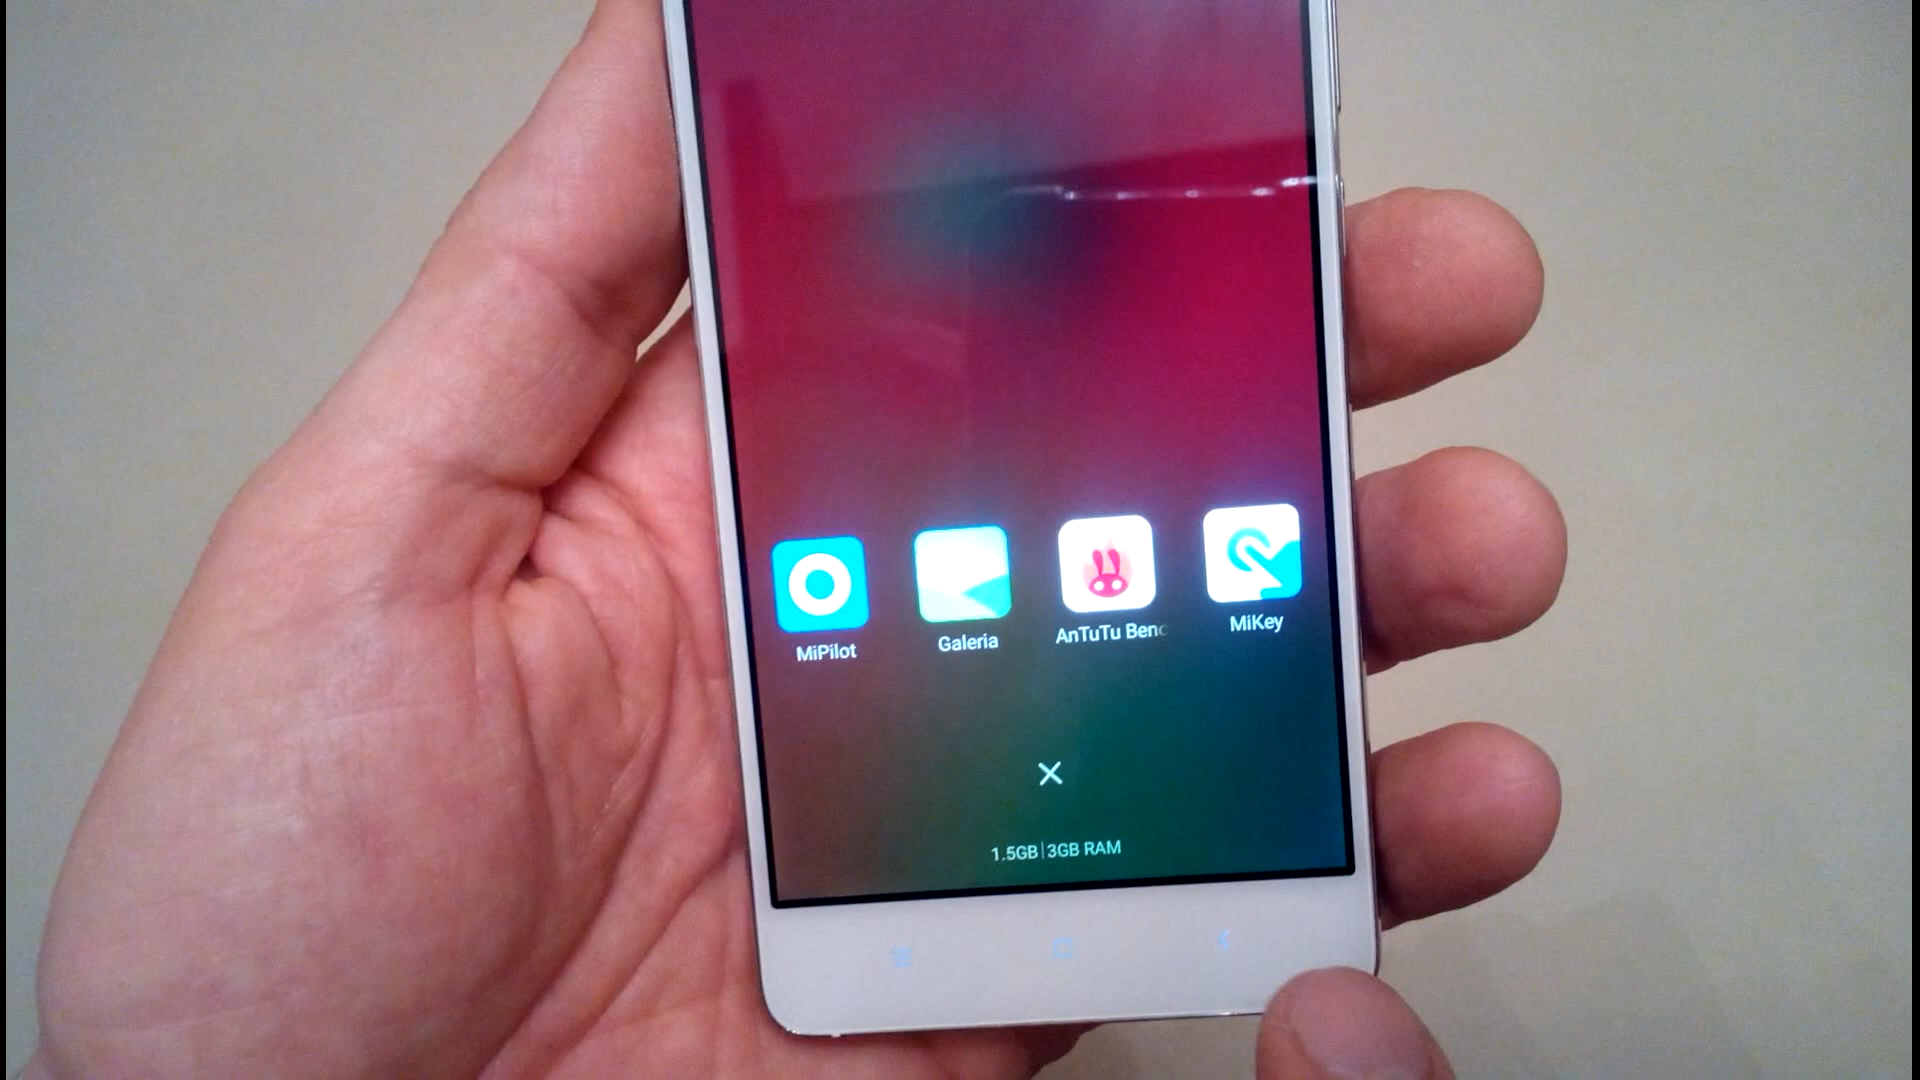 MiPilot
Galeria
AnTuTu Benc
MiKey
1.5GB|3GB RAM